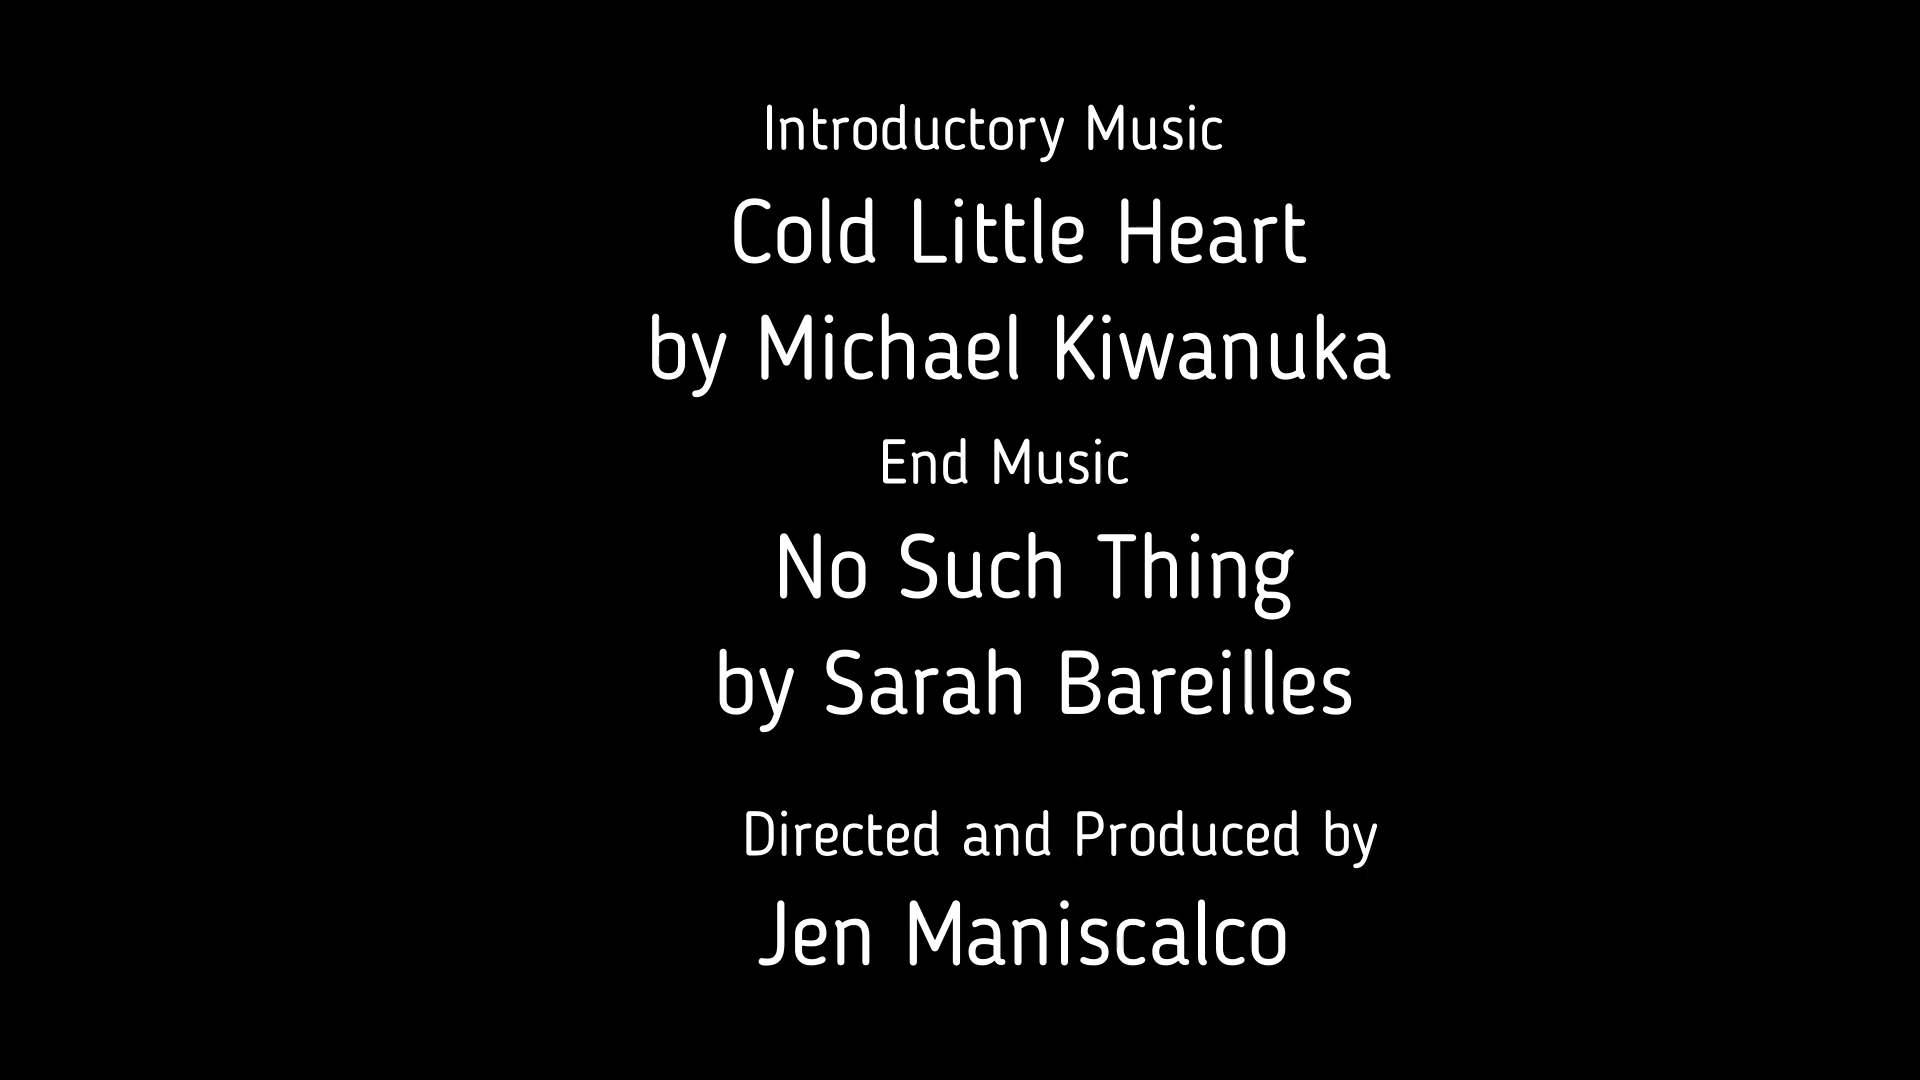 Introductory Music
Cold Little Heart
by Michael Kiwanuka
End Music
No Such Thing
by Sarah Bareilles
Directed and Produced by
Jen Maniscalco